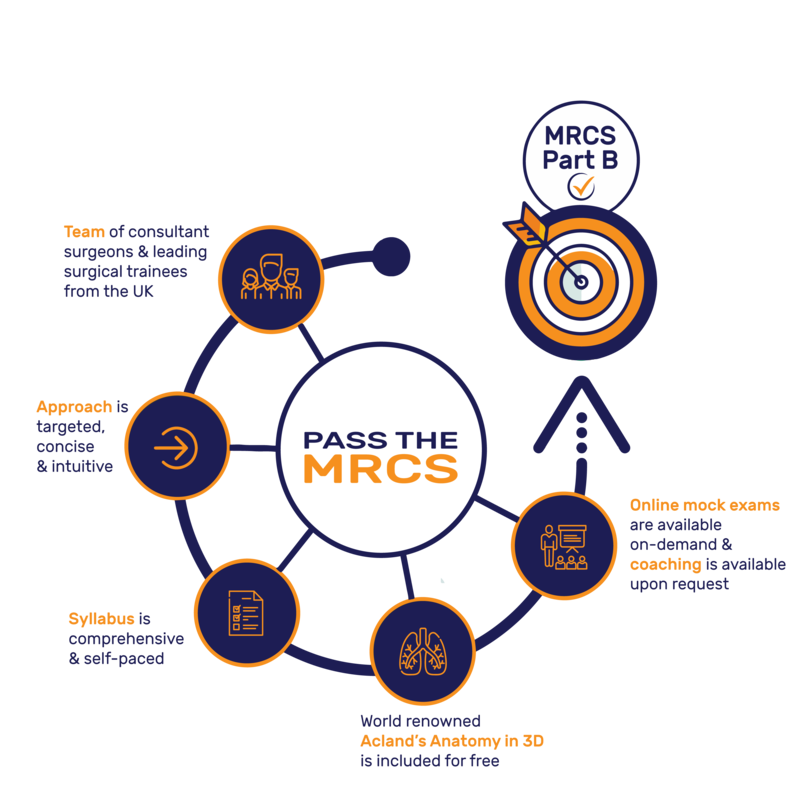 MRCS
Part B
Team of consultant
surgeons & leading
surgical trainees
from the UK
Approach is
targeted,
concise
& intuitive
PASS THE
MRCS
Online mock exams
are available
on-demand &
coaching is available
upon request
Syllabus is
comprehensive
& self-paced
World renowned
Acland's Anatomy in 3D
is included for free